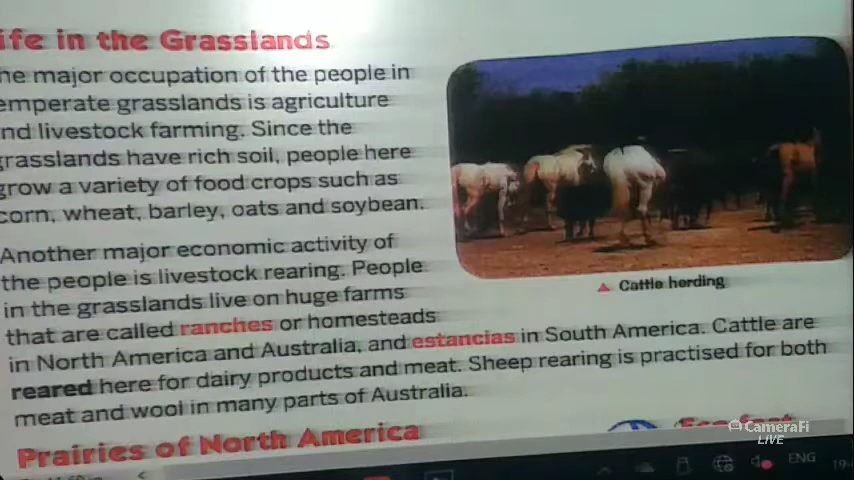 ife in the Grasslands
he major occupation of the people in
emperate grasslands is agriculture
nd livestock farming. Since the
grasslands have rich soil, people here
grow a variety of food crops such as
corn, wheat, barley, oats and soybean.
Another major economic activity of
the people is livestock rearing. People
in the grasslands live on huge farms
that are called ranches or homesteads
in North America and Australia, and estancias in South America. Cattle are
reared here for dairy products and meat. Sheep rearing is practised for both
meat and wool in many parts of Australia.
▲ Cattle herding
Prairies of North America
CameraFi
LIVE
ENG
19